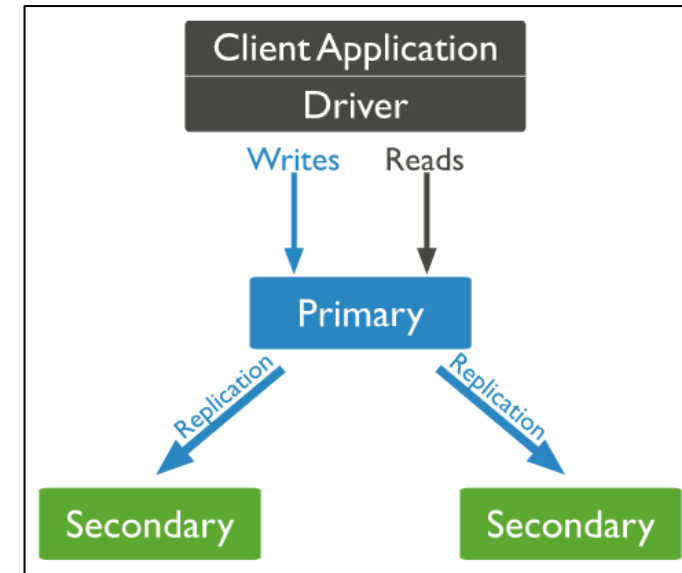 Client Application
Driver
Writes Reads
Primary
Replication Replication
Secondary Secondary